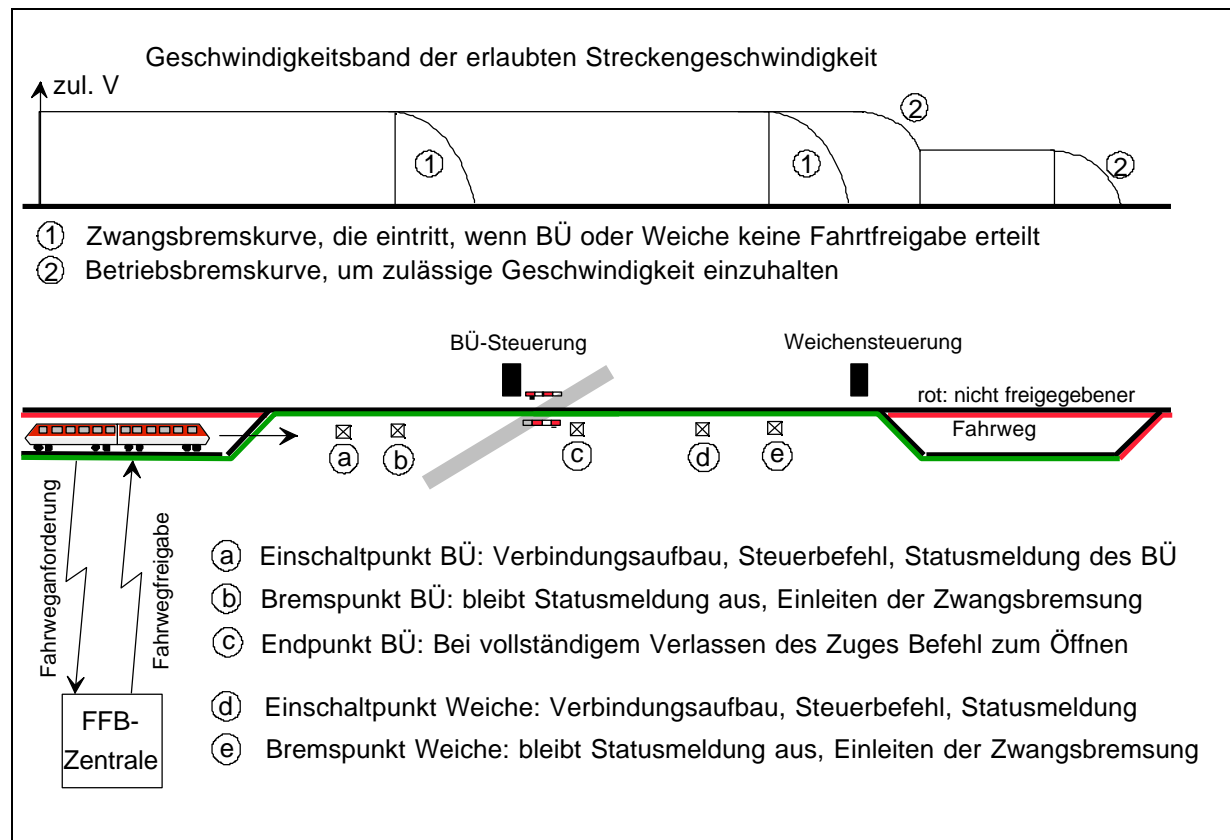 Geschwindigkeitsband der erlaubten Streckengeschwindigkeit
zul. V
2
1
1
2
1 Zwangsbremskurve, die eintritt, wenn BÜ oder Weiche keine Fahrtfreigabe erteilt
2 Betriebsbremskurve, um zulässige Geschwindigkeit einzuhalten
BÜ-Steuerung
Weichensteuerung
rot: nicht freigegebener
Fahrweg
a
b
c
d
e
Fahrweganforderung
Fahrwegfreigabe
a Einschaltpunkt BÜ: Verbindungsaufbau, Steuerbefehl, Statusmeldung des BÜ
b Bremspunkt BÜ: bleibt Statusmeldung aus, Einleiten der Zwangsbremsung
c Endpunkt BÜ: Bei vollständigem Verlassen des Zuges Befehl zum Öffnen
d Einschaltpunkt Weiche: Verbindungsaufbau, Steuerbefehl, Statusmeldung
e Bremspunkt Weiche: bleibt Statusmeldung aus, Einleiten der Zwangsbremsung
FFB-
Zentrale